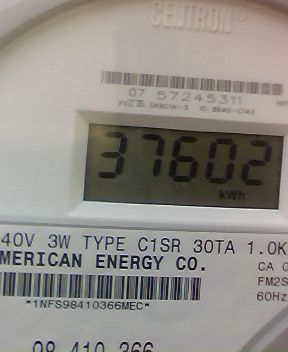 CENTRON®
07 57245311
37602
kWh
40V 3W TYPE C1SR 30TA 1.0K
MERICAN ENERGY CO.
CA 0
FM2S
60Hz
*1NFS98410366MEC*
98 410 366